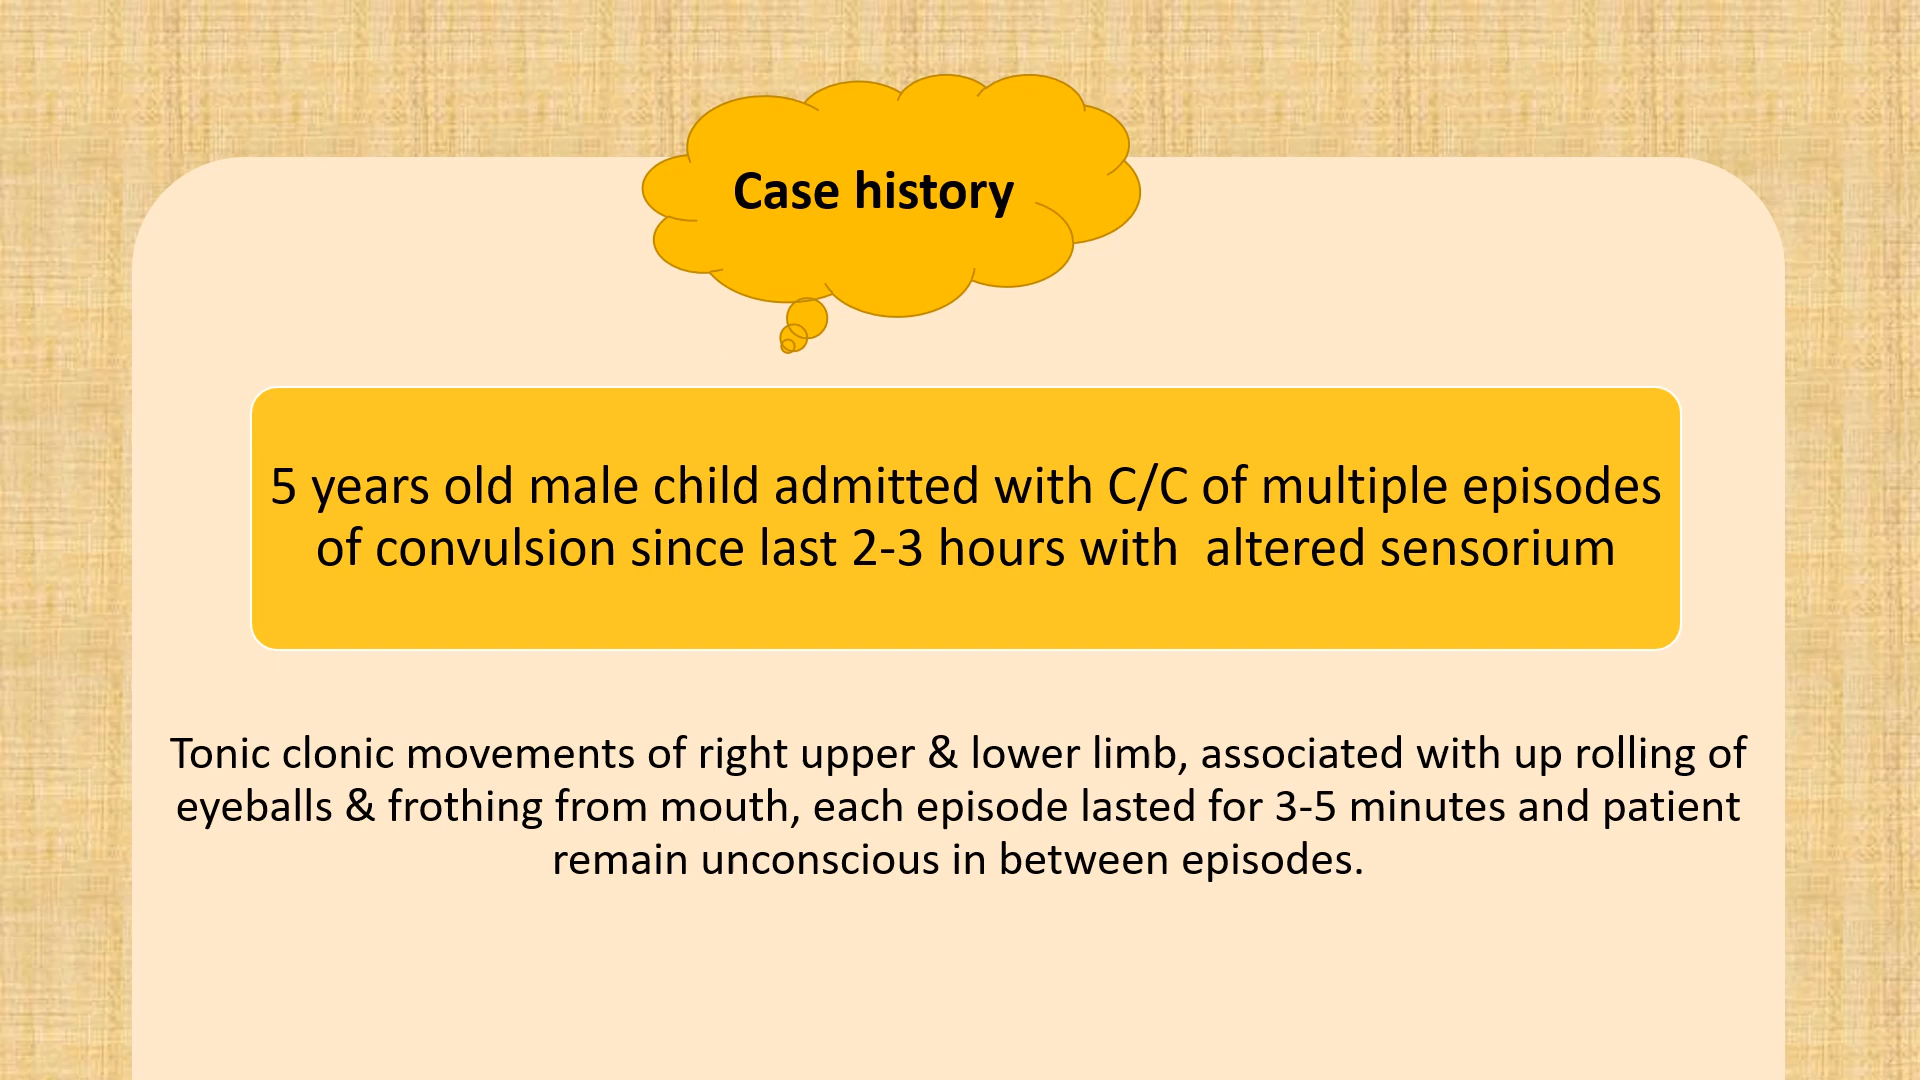 Case history
5 years old male child admitted with C/C of multiple episodes
of convulsion since last 2-3 hours with  altered sensorium
Tonic clonic movements of right upper & lower limb, associated with up rolling of
eyeballs & frothing from mouth, each episode lasted for 3-5 minutes and patient
remain unconscious in between episodes.